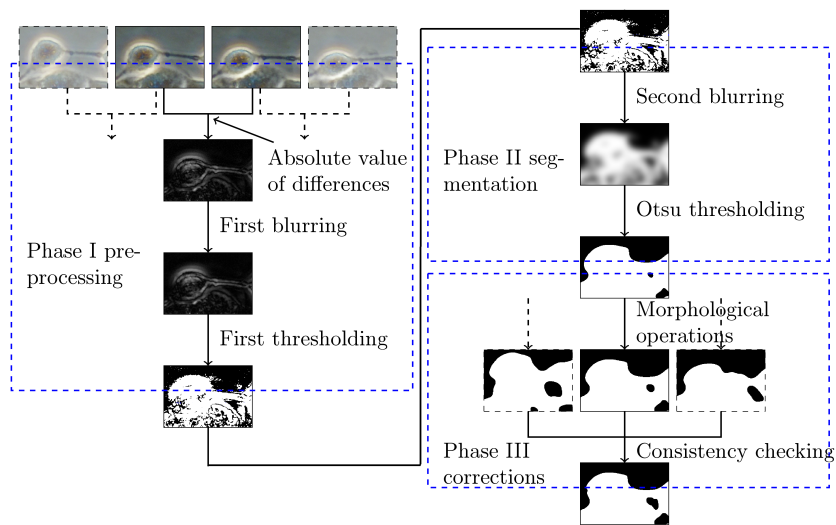 Absolute value
of differences
First blurring
Phase I pre-
processing
First thresholding
Second blurring
Phase II seg-
mentation
Otsu thresholding
Morphological
operations
Phase III
corrections
Consistency checking